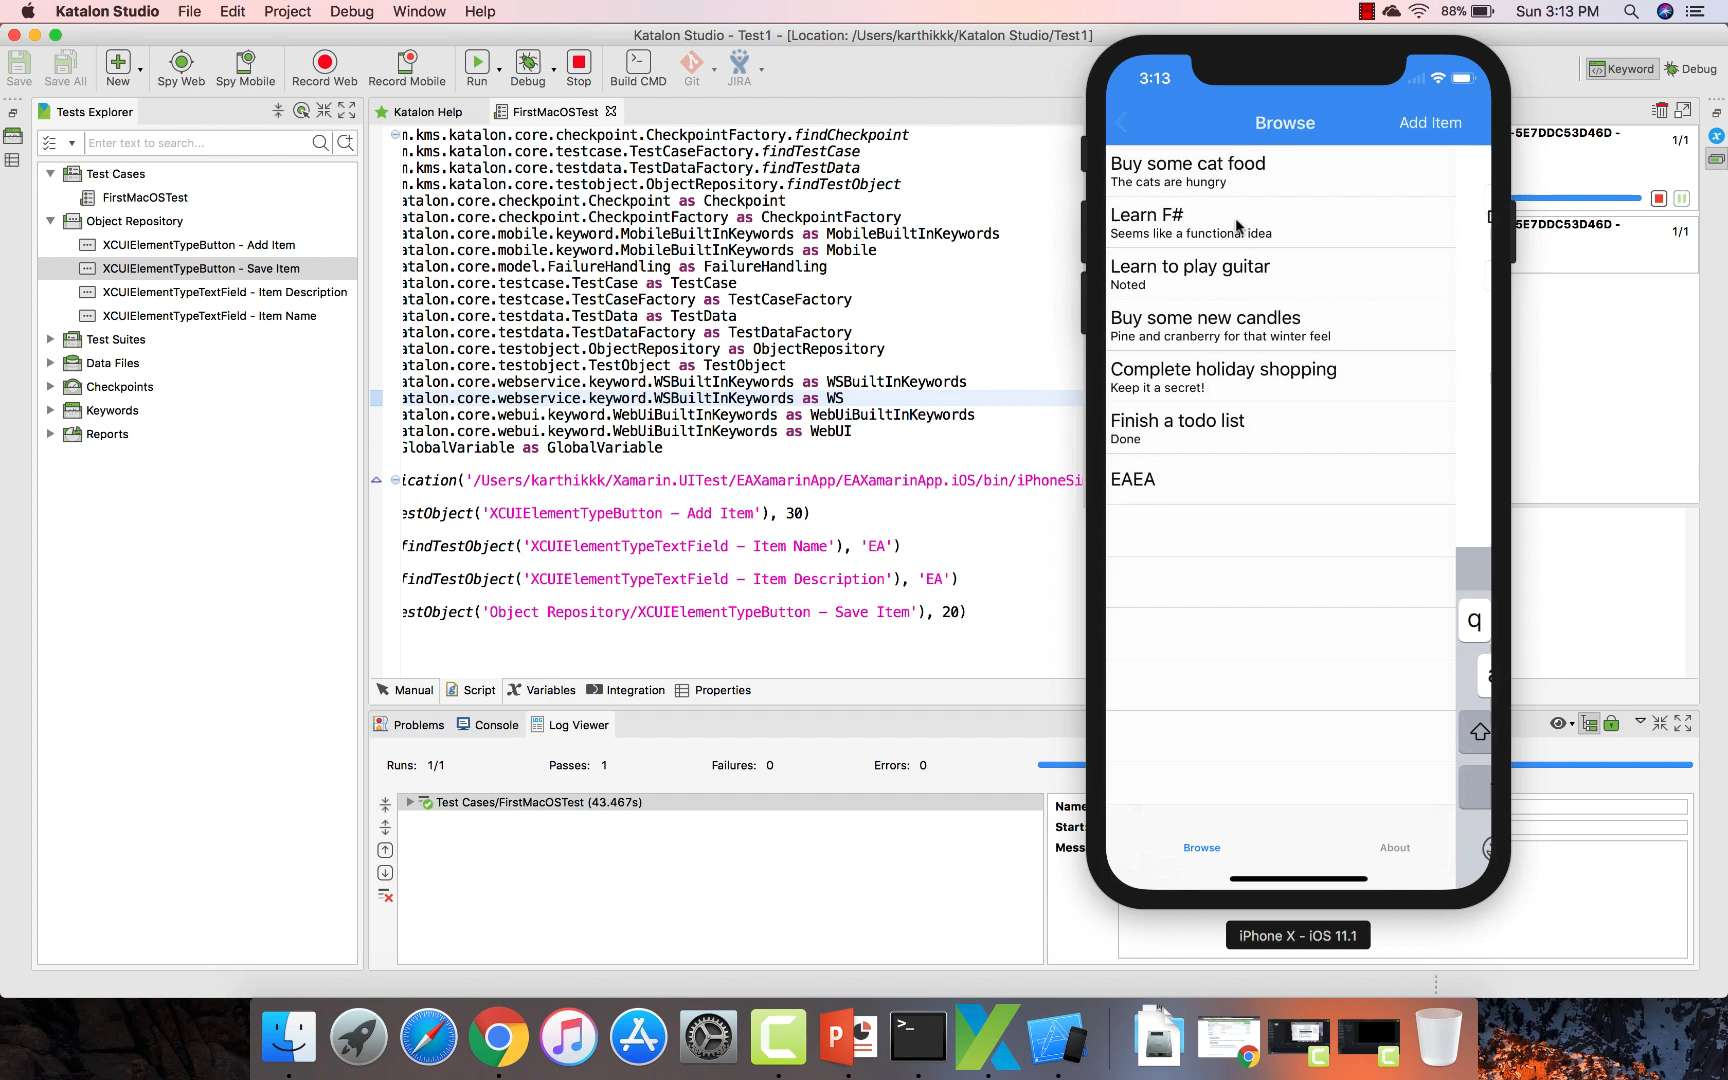 Katalon Studio File Edit Project Debug Window Help
88% Sun 3:13 PM
Katalon Studio - Test1 - [Location: /Users/karthikkk/Katalon Studio/Test1]
Save Save All New Spy Web Spy Mobile Record Web Record Mobile Run Debug Stop Build CMD Git JIRA
Keyword Debug
Tests Explorer
Enter text to search...
Test Cases
FirstMacOSTest
Object Repository
XCUIElementTypeButton - Add Item
XCUIElementTypeButton - Save Item
XCUIElementTypeTextField - Item Description
XCUIElementTypeTextField - Item Name
Test Suites
Data Files
Checkpoints
Keywords
Reports
Katalon Help FirstMacOSTest
n.kms.katalon.core.checkpoint.CheckpointFactory.findCheckpoint
n.kms.katalon.core.testcase.TestCaseFactory.findTestCase
n.kms.katalon.core.testdata.TestDataFactory.findTestData
n.kms.katalon.core.testobject.ObjectRepository.findTestObject
atalon.core.checkpoint.Checkpoint as Checkpoint
atalon.core.checkpoint.CheckpointFactory as CheckpointFactory
atalon.core.mobile.keyword.MobileBuiltInKeywords as MobileBuiltInKeywords
atalon.core.mobile.keyword.MobileBuiltInKeywords as Mobile
atalon.core.model.FailureHandling as FailureHandling
atalon.core.testcase.TestCase as TestCase
atalon.core.testcase.TestCaseFactory as TestCaseFactory
atalon.core.testdata.TestData as TestData
atalon.core.testdata.TestDataFactory as TestDataFactory
atalon.core.testobject.ObjectRepository as ObjectRepository
atalon.core.testobject.TestObject as TestObject
atalon.core.webservice.keyword.WSBuiltInKeywords as WSBuiltInKeywords
atalon.core.webservice.keyword.WSBuiltInKeywords as WS
atalon.core.webui.keyword.WebUiBuiltInKeywords as WebUiBuiltInKeywords
atalon.core.webui.keyword.WebUiBuiltInKeywords as WebUI
GlobalVariable as GlobalVariable
ication('/Users/karthikkk/Xamarin.UITest/EAXamarinApp/EAXamarinApp.iOS/bin/iPhoneSi
estObject('XCUIElementTypeButton - Add Item'), 30)
findTestObject('XCUIElementTypeTextField - Item Name'), 'EA')
findTestObject('XCUIElementTypeTextField - Item Description'), 'EA')
estObject('Object Repository/XCUIElementTypeButton - Save Item'), 20)
Manual Script Variables Integration Properties
Problems Console Log Viewer
Runs: 1/1 Passes: 1 Failures: 0 Errors: 0
Test Cases/FirstMacOSTest (43.467s)
Name
Start:
Mess
-5E7DDC53D46D -
1/1
5E7DDC53D46D -
1/1
3:13
Browse Add Item
Buy some cat food
The cats are hungry
Learn F#
Seems like a functional idea
Learn to play guitar
Noted
Buy some new candles
Pine and cranberry for that winter feel
Complete holiday shopping
Keep it a secret!
Finish a todo list
Done
EAEA
q
Browse About
iPhone X - iOS 11.1